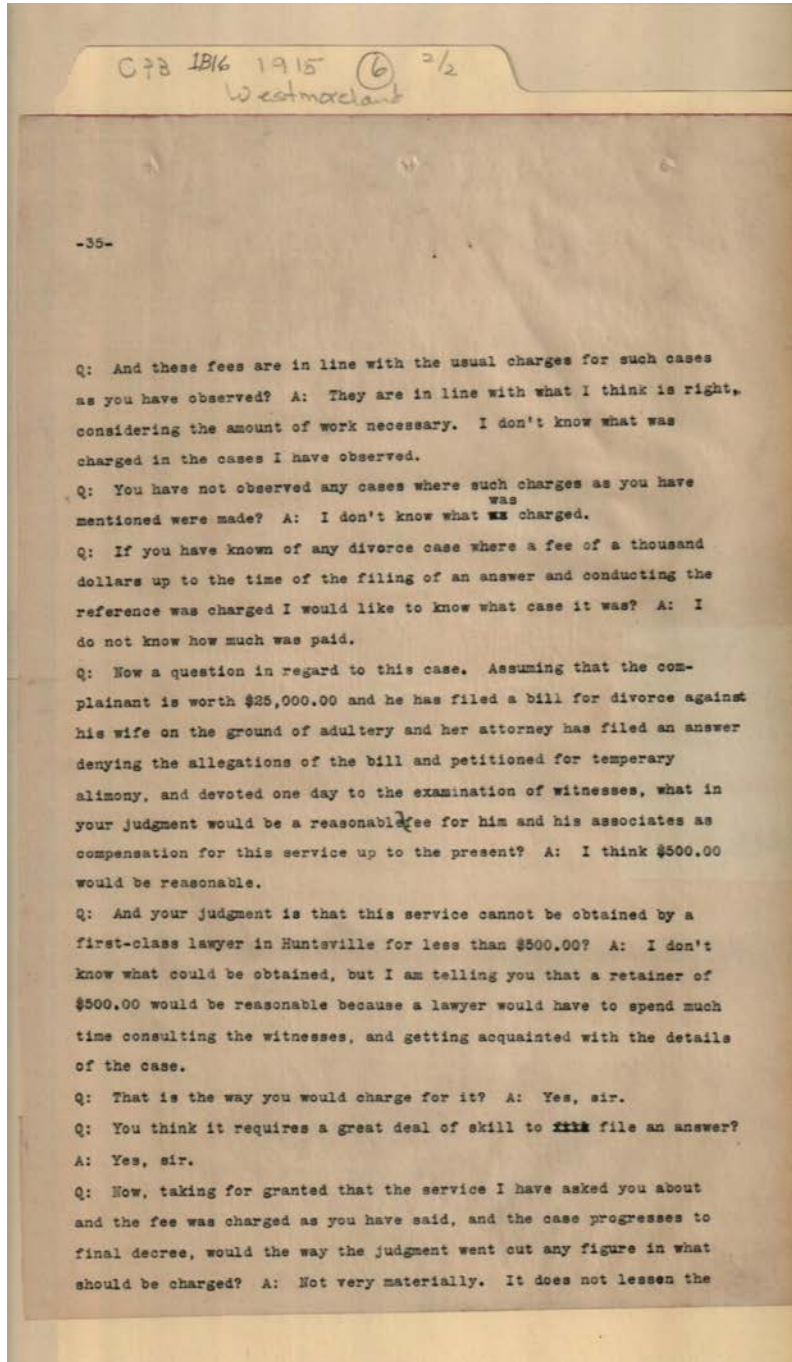 C73 1B16 1915 6 2/2
Westmoreland
-35-
Q: And these fees are in line with the usual charges for such cases
as you have observed? A: They are in line with what I think is right,
considering the amount of work necessary. I don't know what was
charged in the cases I have observed.
Q: You have not observed any cases where such charges as you have
was
mentioned were made? A: I don't know what charged.
Q: If you have known of any divorce case where a fee of a thousand
dollars up to the time of the filing of an answer and conducting the
reference was charged I would like to know what case it was? A: I
do not know how much was paid.
Q: Now a question in regard to this case. Assuming that the com-
plainant is worth $25,000.00 and he has filed a bill for divorce against
his wife on the ground of adultery and her attorney has filed an answer
denying the allegations of the bill and petitioned for temperary
alimony, and devoted one day to the examination of witnesses, what in
your judgment would be a reasonable fee for him and his associates as
compensation for this service up to the present? A: I think $500.00
would be reasonable.
Q: And your judgment is that this service cannot be obtained by a
first-class lawyer in Huntsville for less than $500.00? A: I don't
know what could be obtained, but I am telling you that a retainer of
$500.00 would be reasonable because a lawyer would have to spend much
time consulting the witnesses, and getting acquainted with the details
of the case.
Q: That is the way you would charge for it? A: Yes, sir.
Q: You think it requires a great deal of skill to file an answer?
A: Yes, sir.
Q: Now, taking for granted that the service I have asked you about
and the fee was charged as you have said, and the case progresses to
final decree, would the way the judgment went cut any figure in what
should be charged? A: Not very materially. It does not lessen the